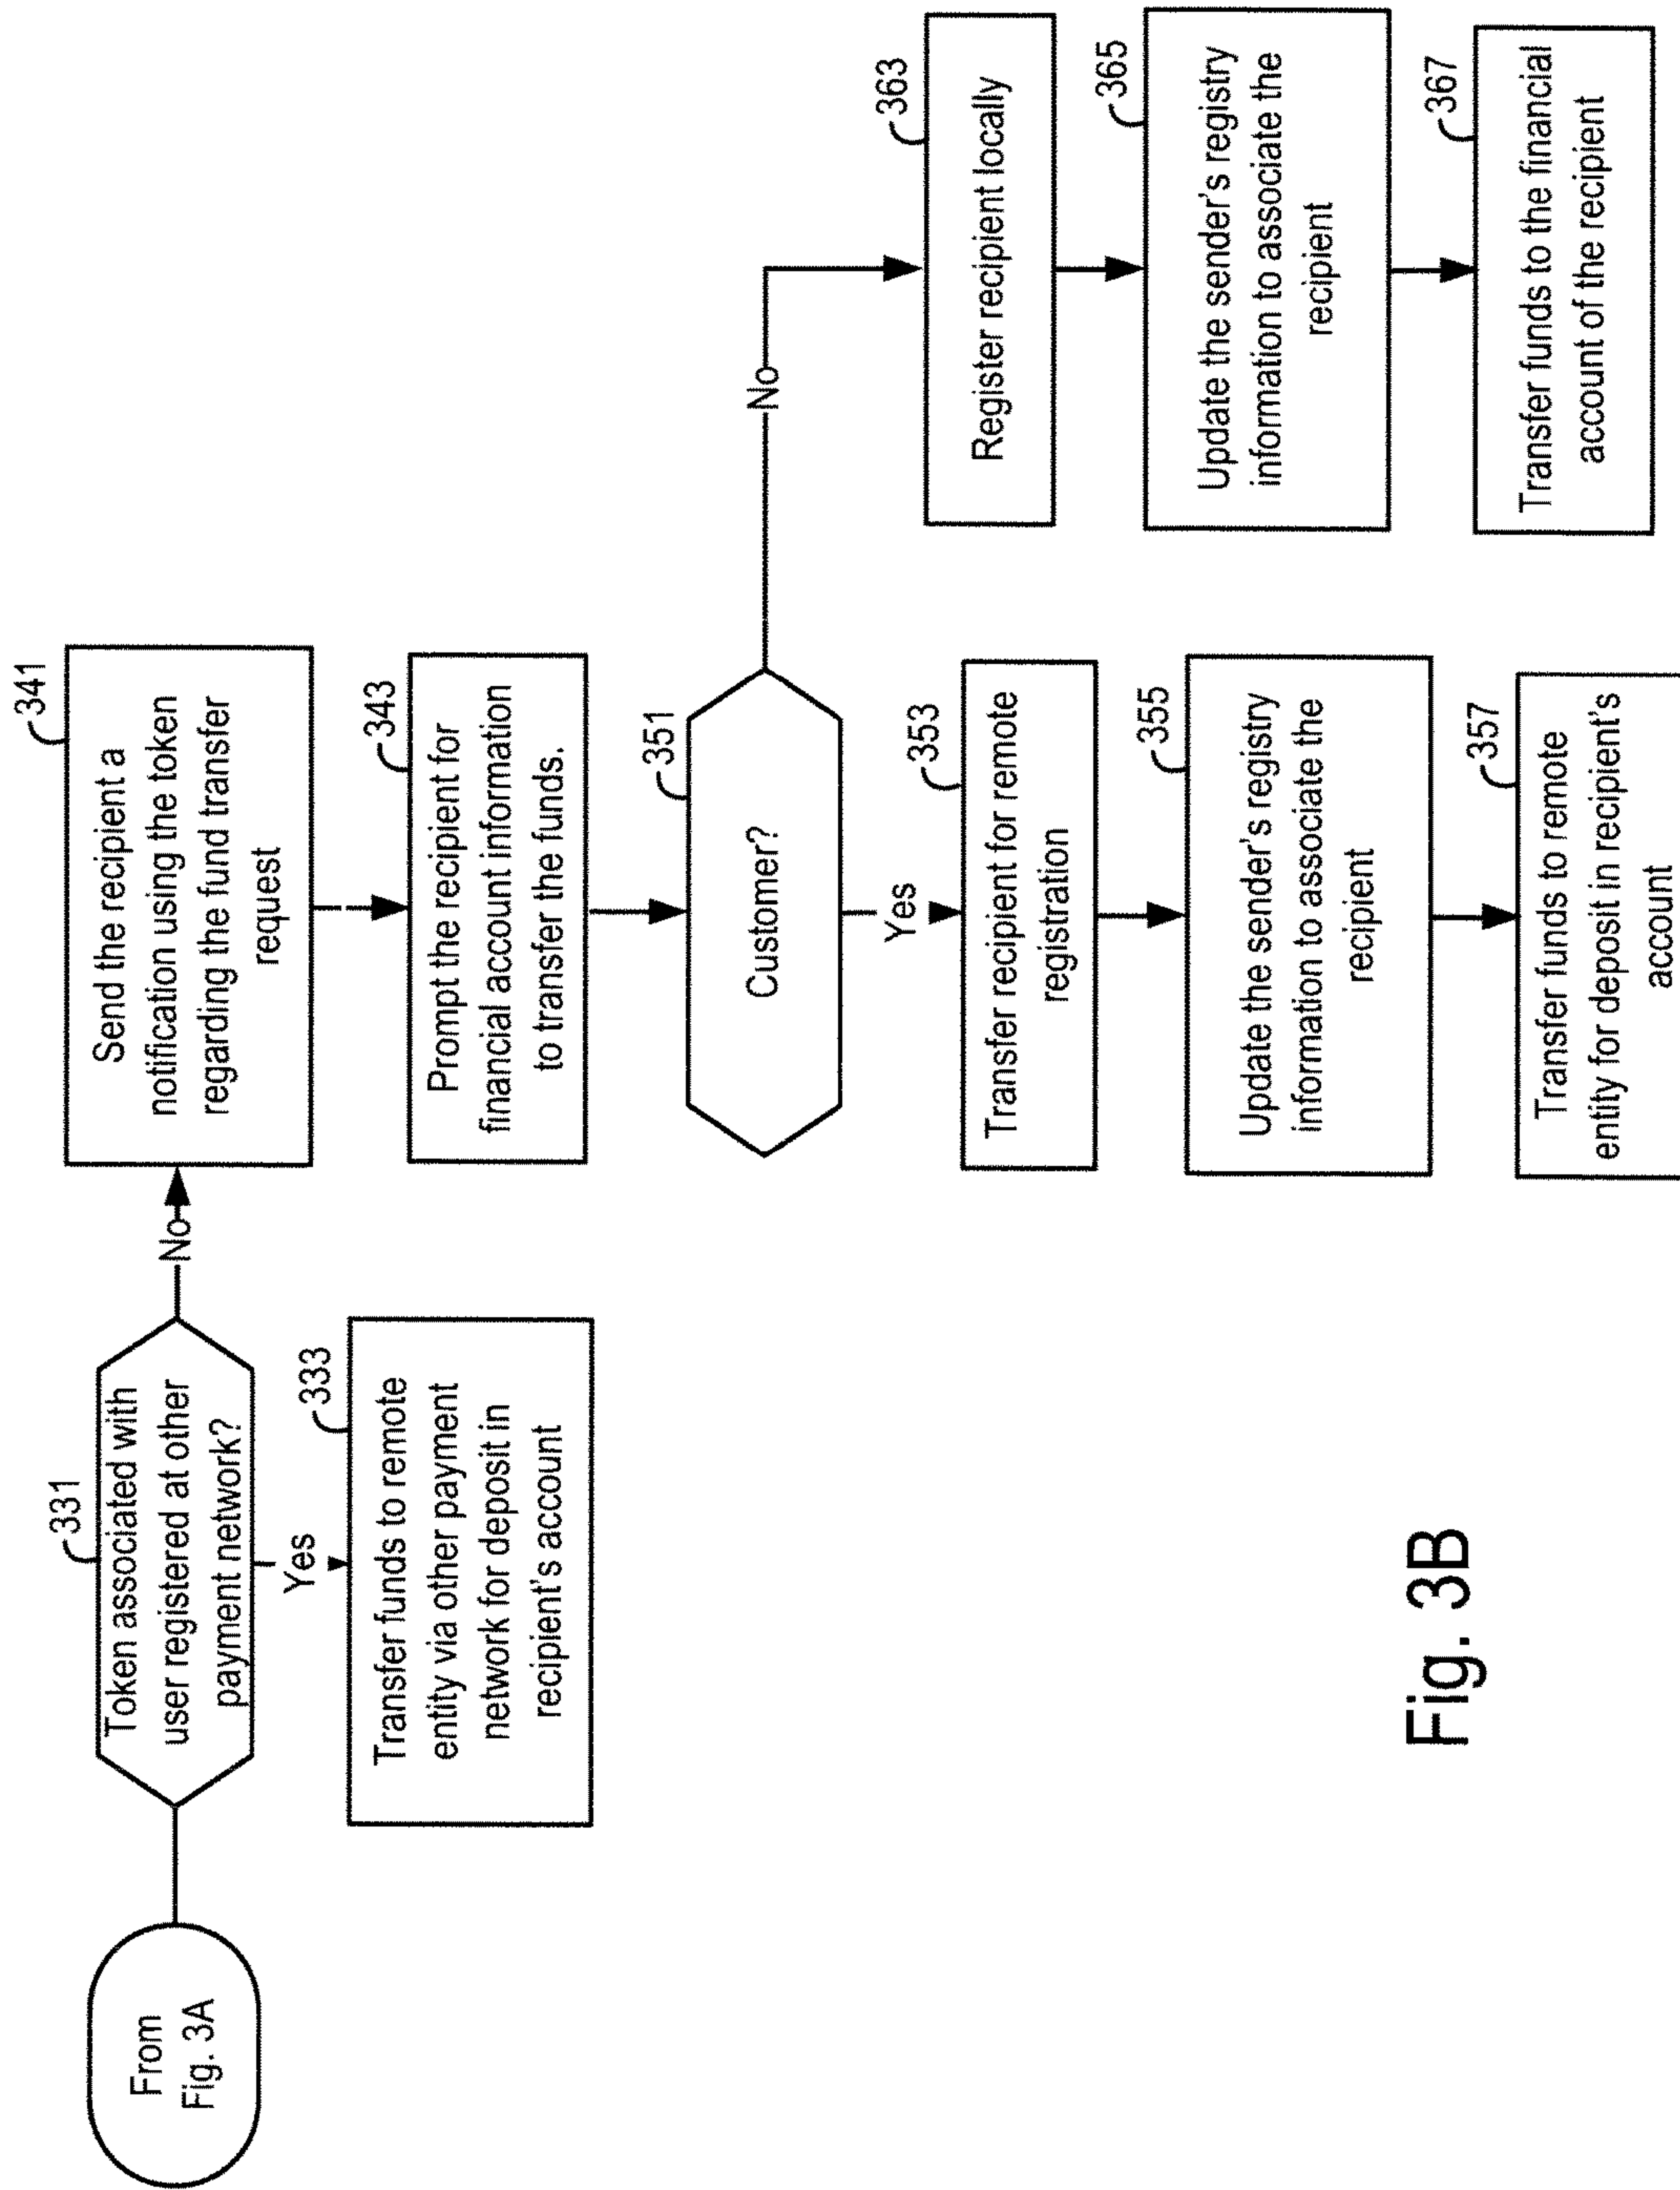 From
Fig. 3A
331
Token associated with
user registered at other
payment network?
Yes
No
333
Transfer funds to remote
entity via other payment
network for deposit in
recipient's account
341
Send the recipient a
notification using the token
regarding the fund transfer
request
343
Prompt the recipient for
financial account information
to transfer the funds.
351
Customer?
Yes
No
353
Transfer recipient for remote
registration
355
Update the sender's registry
information to associate the
recipient
357
Transfer funds to remote
entity for deposit in recipient's
account
363
Register recipient locally
365
Update the sender's registry
information to associate the
recipient
367
Transfer funds to the financial
account of the recipient
Fig. 3B